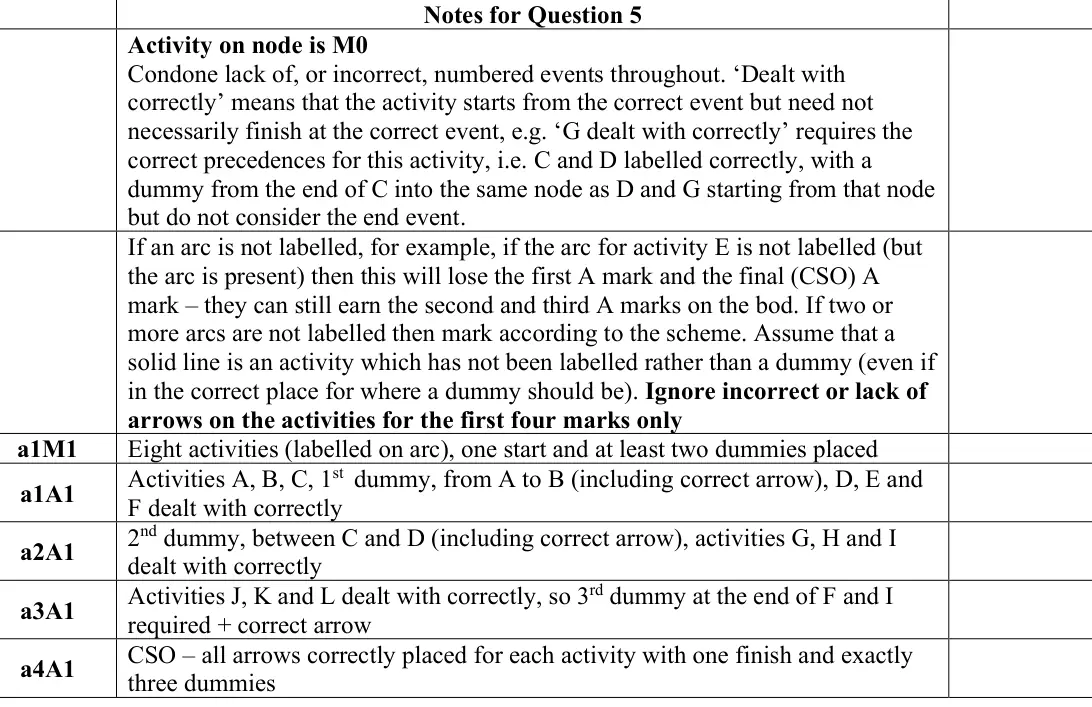 Notes for Question 5
Activity on node is M0
Condone lack of, or incorrect, numbered events throughout. ‘Dealt with
correctly’ means that the activity starts from the correct event but need not
necessarily finish at the correct event, e.g. ‘G dealt with correctly’ requires the
correct precedences for this activity, i.e. C and D labelled correctly, with a
dummy from the end of C into the same node as D and G starting from that node
but do not consider the end event.
If an arc is not labelled, for example, if the arc for activity E is not labelled (but
the arc is present) then this will lose the first A mark and the final (CSO) A
mark – they can still earn the second and third A marks on the bod. If two or
more arcs are not labelled then mark according to the scheme. Assume that a
solid line is an activity which has not been labelled rather than a dummy (even if
in the correct place for where a dummy should be). Ignore incorrect or lack of
arrows on the activities for the first four marks only
a1M1 Eight activities (labelled on arc), one start and at least two dummies placed
a1A1 Activities A, B, C, 1st dummy, from A to B (including correct arrow), D, E and
F dealt with correctly
a2A1 2nd dummy, between C and D (including correct arrow), activities G, H and I
dealt with correctly
a3A1 Activities J, K and L dealt with correctly, so 3rd dummy at the end of F and I
required + correct arrow
a4A1 CSO – all arrows correctly placed for each activity with one finish and exactly
three dummies